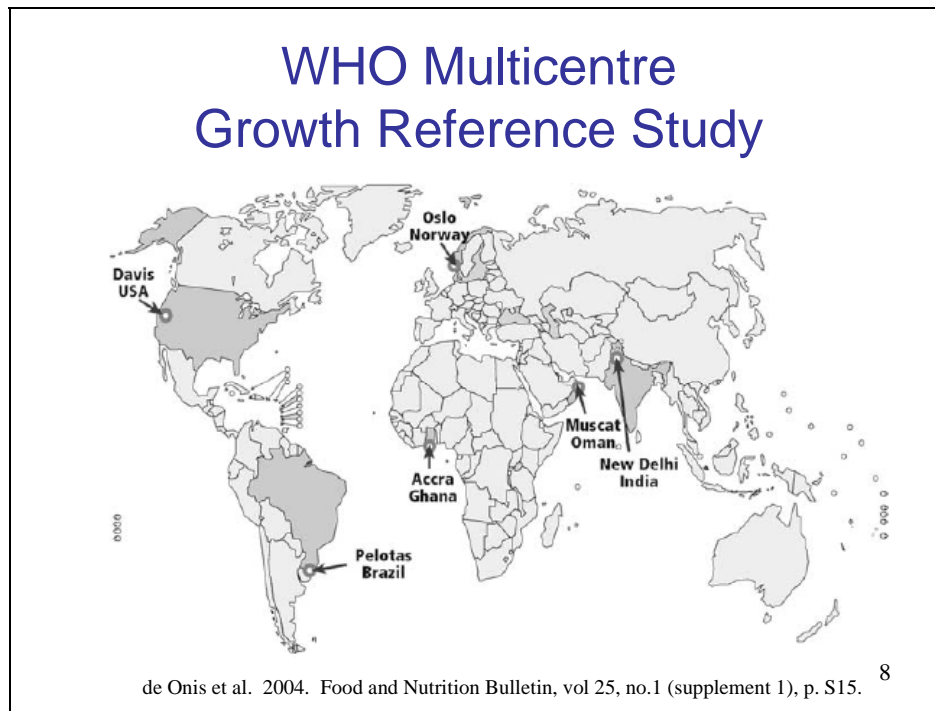 WHO Multicentre
Growth Reference Study
Oslo
Norway
Davis
USA
Muscat
Oman
New Delhi
India
Accra
Ghana
Pelotas
Brazil
de Onis et al. 2004. Food and Nutrition Bulletin, vol 25, no.1 (supplement 1), p. S15.
8